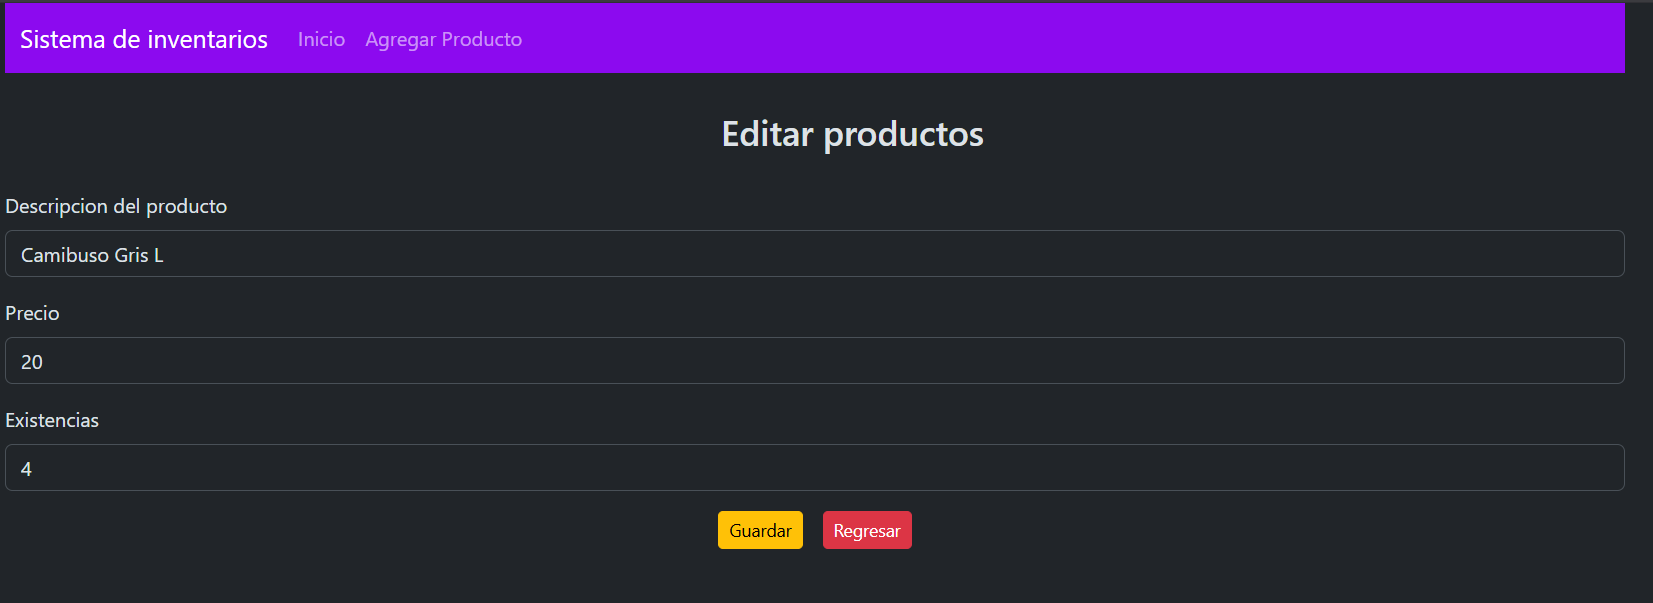 Sistema de inventarios Inicio Agregar Producto
Editar productos
Descripcion del producto
Camibuso Gris L
Precio
20
Existencias
4
Guardar Regresar